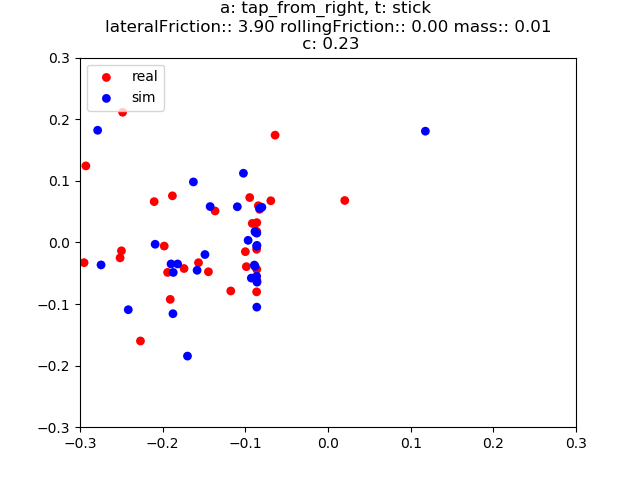 a: tap_from_right, t: stick
lateralFriction:: 3.90 rollingFriction:: 0.00 mass:: 0.01
c: 0.23
real
sim
0.3
0.2
0.1
0.0
−0.1
−0.2
−0.3
−0.3 −0.2 −0.1 0.0 0.1 0.2 0.3